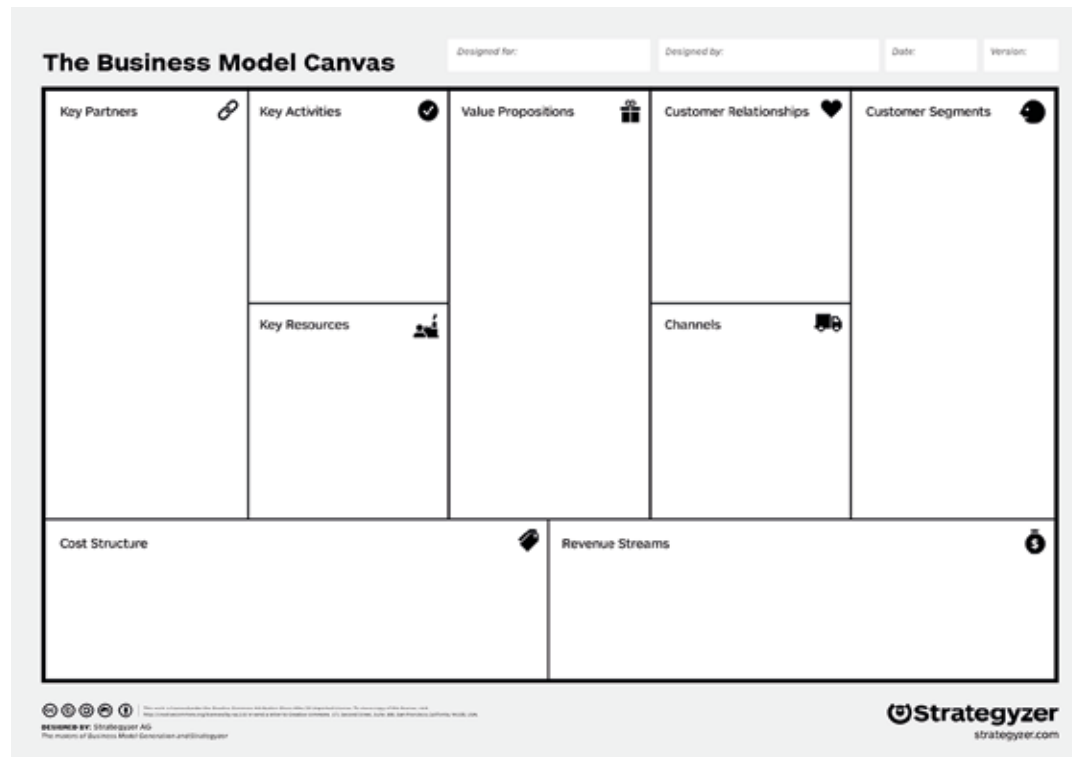 The Business Model Canvas
Designed for:
Designed by:
Date:
Version:
Key Partners
Key Activities
Value Propositions
Customer Relationships
Customer Segments
Key Resources
Channels
Cost Structure
Revenue Streams
DESIGNED BY: Strategyzer AG
The makers of Business Model Generation and Strategyzer
Strategyzer
strategyzer.com